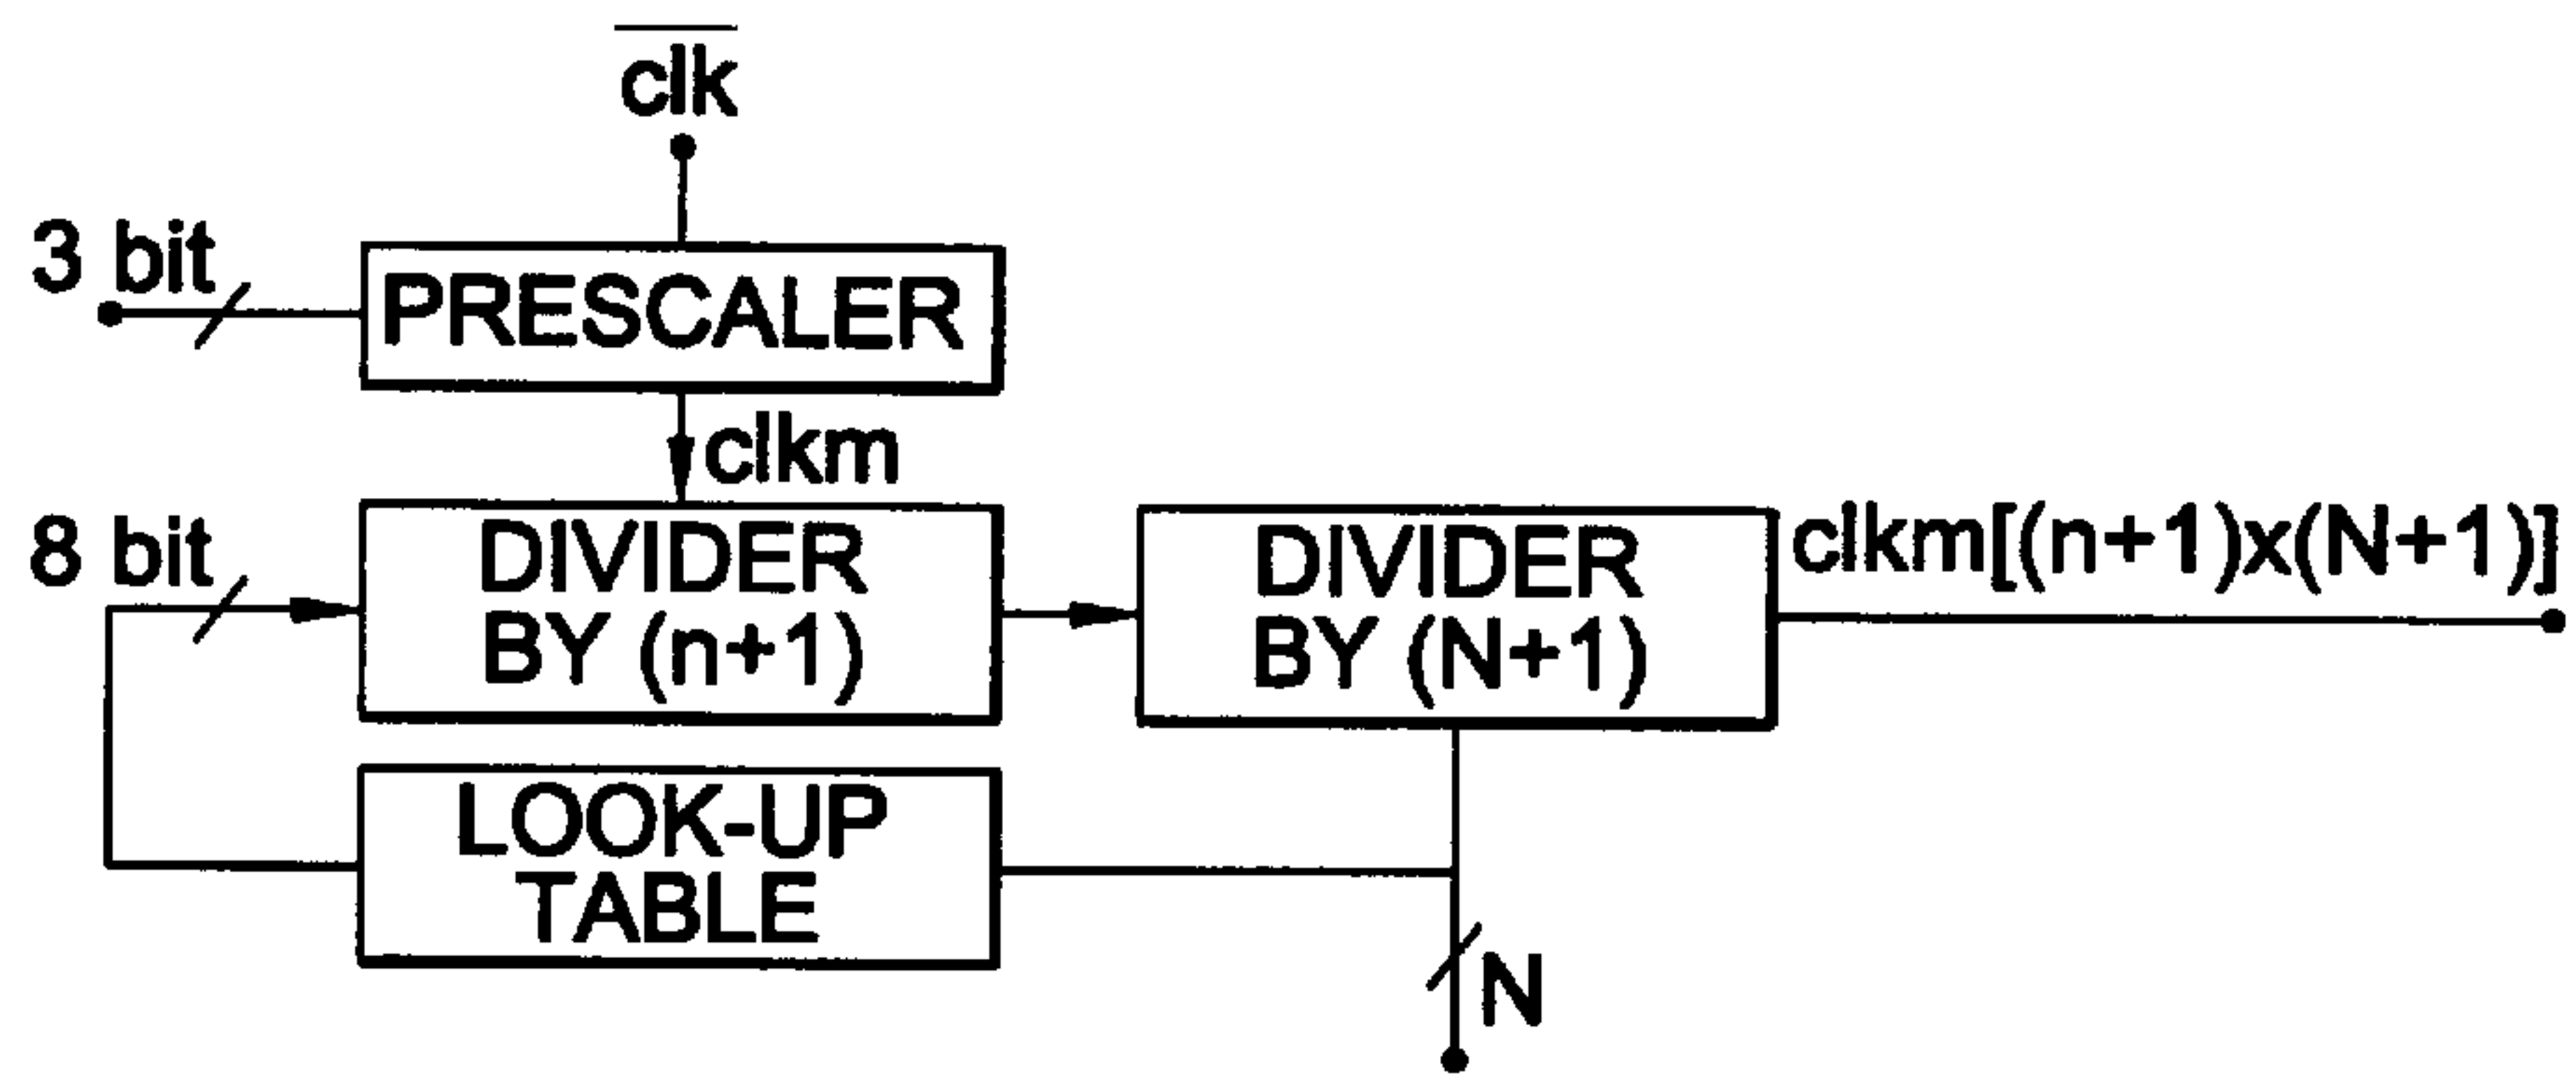 clk
3 bit
PRESCALER
clkm
8 bit
DIVIDER
BY (n+1)
DIVIDER
BY (N+1)
clkm[(n+1)x(N+1)]
LOOK-UP
TABLE
N